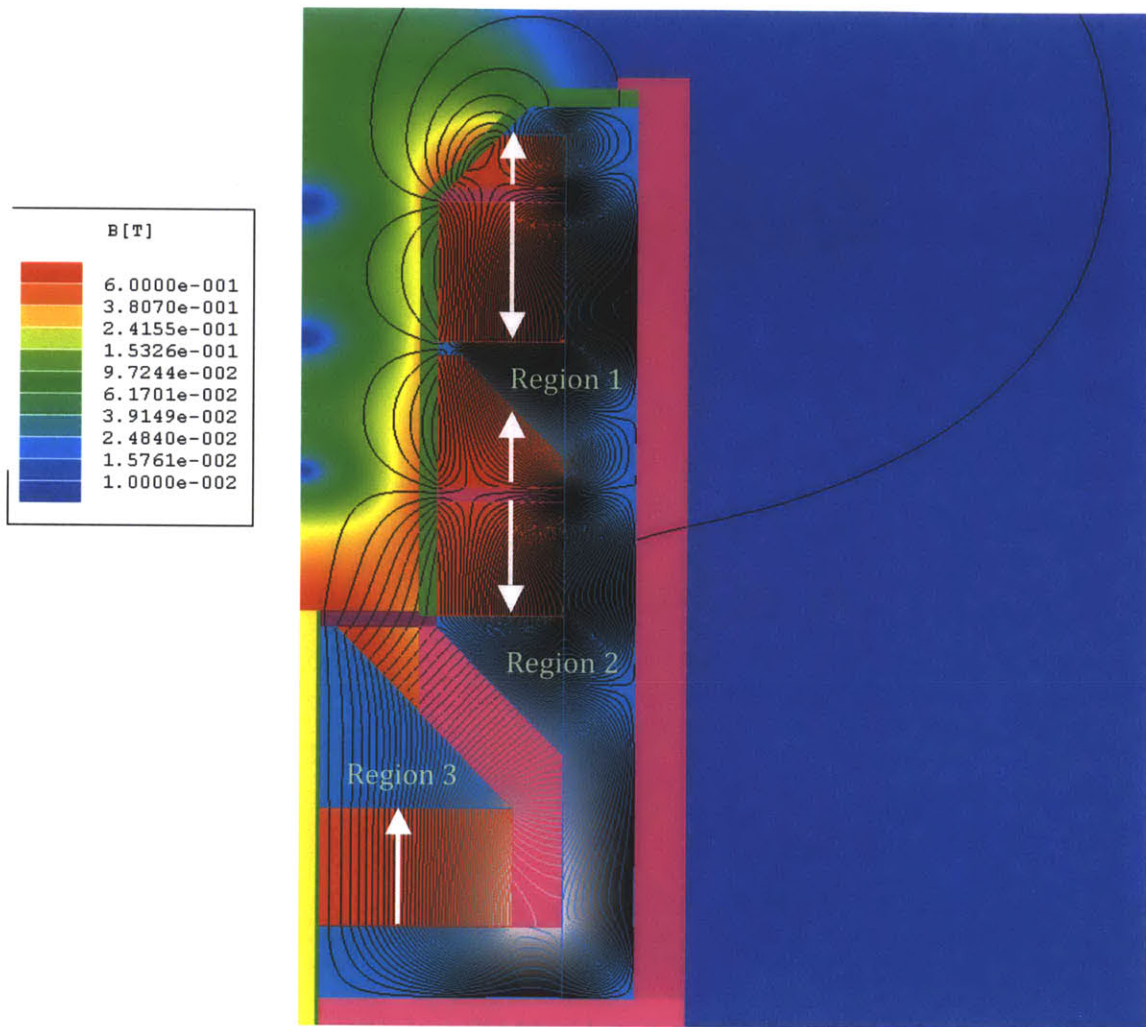 B[T]
6.0000e-001
3.8070e-001
2.4155e-001
1.5326e-001
9.7244e-002
6.1701e-002
3.9149e-002
2.4840e-002
1.5761e-002
1.0000e-002
Region 1
Region 2
Region 3